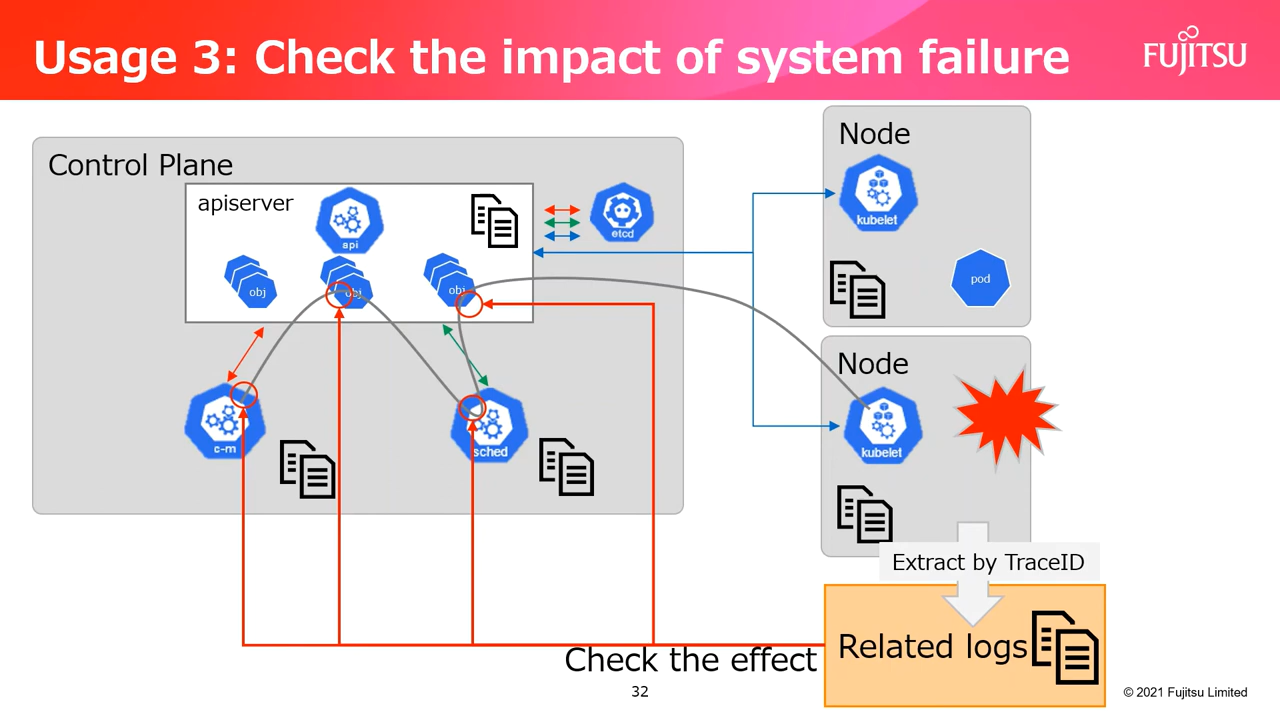 Usage 3: Check the impact of system failure
FUJITSU
Control Plane
apiserver
api
etcd
obj
obj
obj
c-m
sched
Node
kubelet
pod
Node
kubelet
Extract by TraceID
Related logs
Check the effect
32
© 2021 Fujitsu Limited